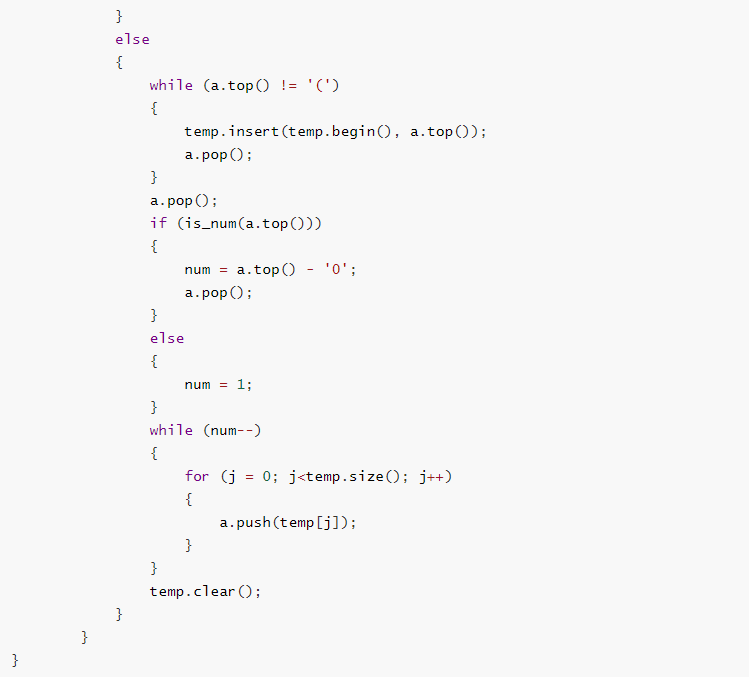 }
else
{
while (a.top() != '(')
{
temp.insert(temp.begin(), a.top());
a.pop();
}
a.pop();
if (is_num(a.top()))
{
num = a.top() - '0';
a.pop();
}
else
{
num = 1;
}
while (num--)
{
for (j = 0; j<temp.size(); j++)
{
a.push(temp[j]);
}
}
temp.clear();
}
}
}